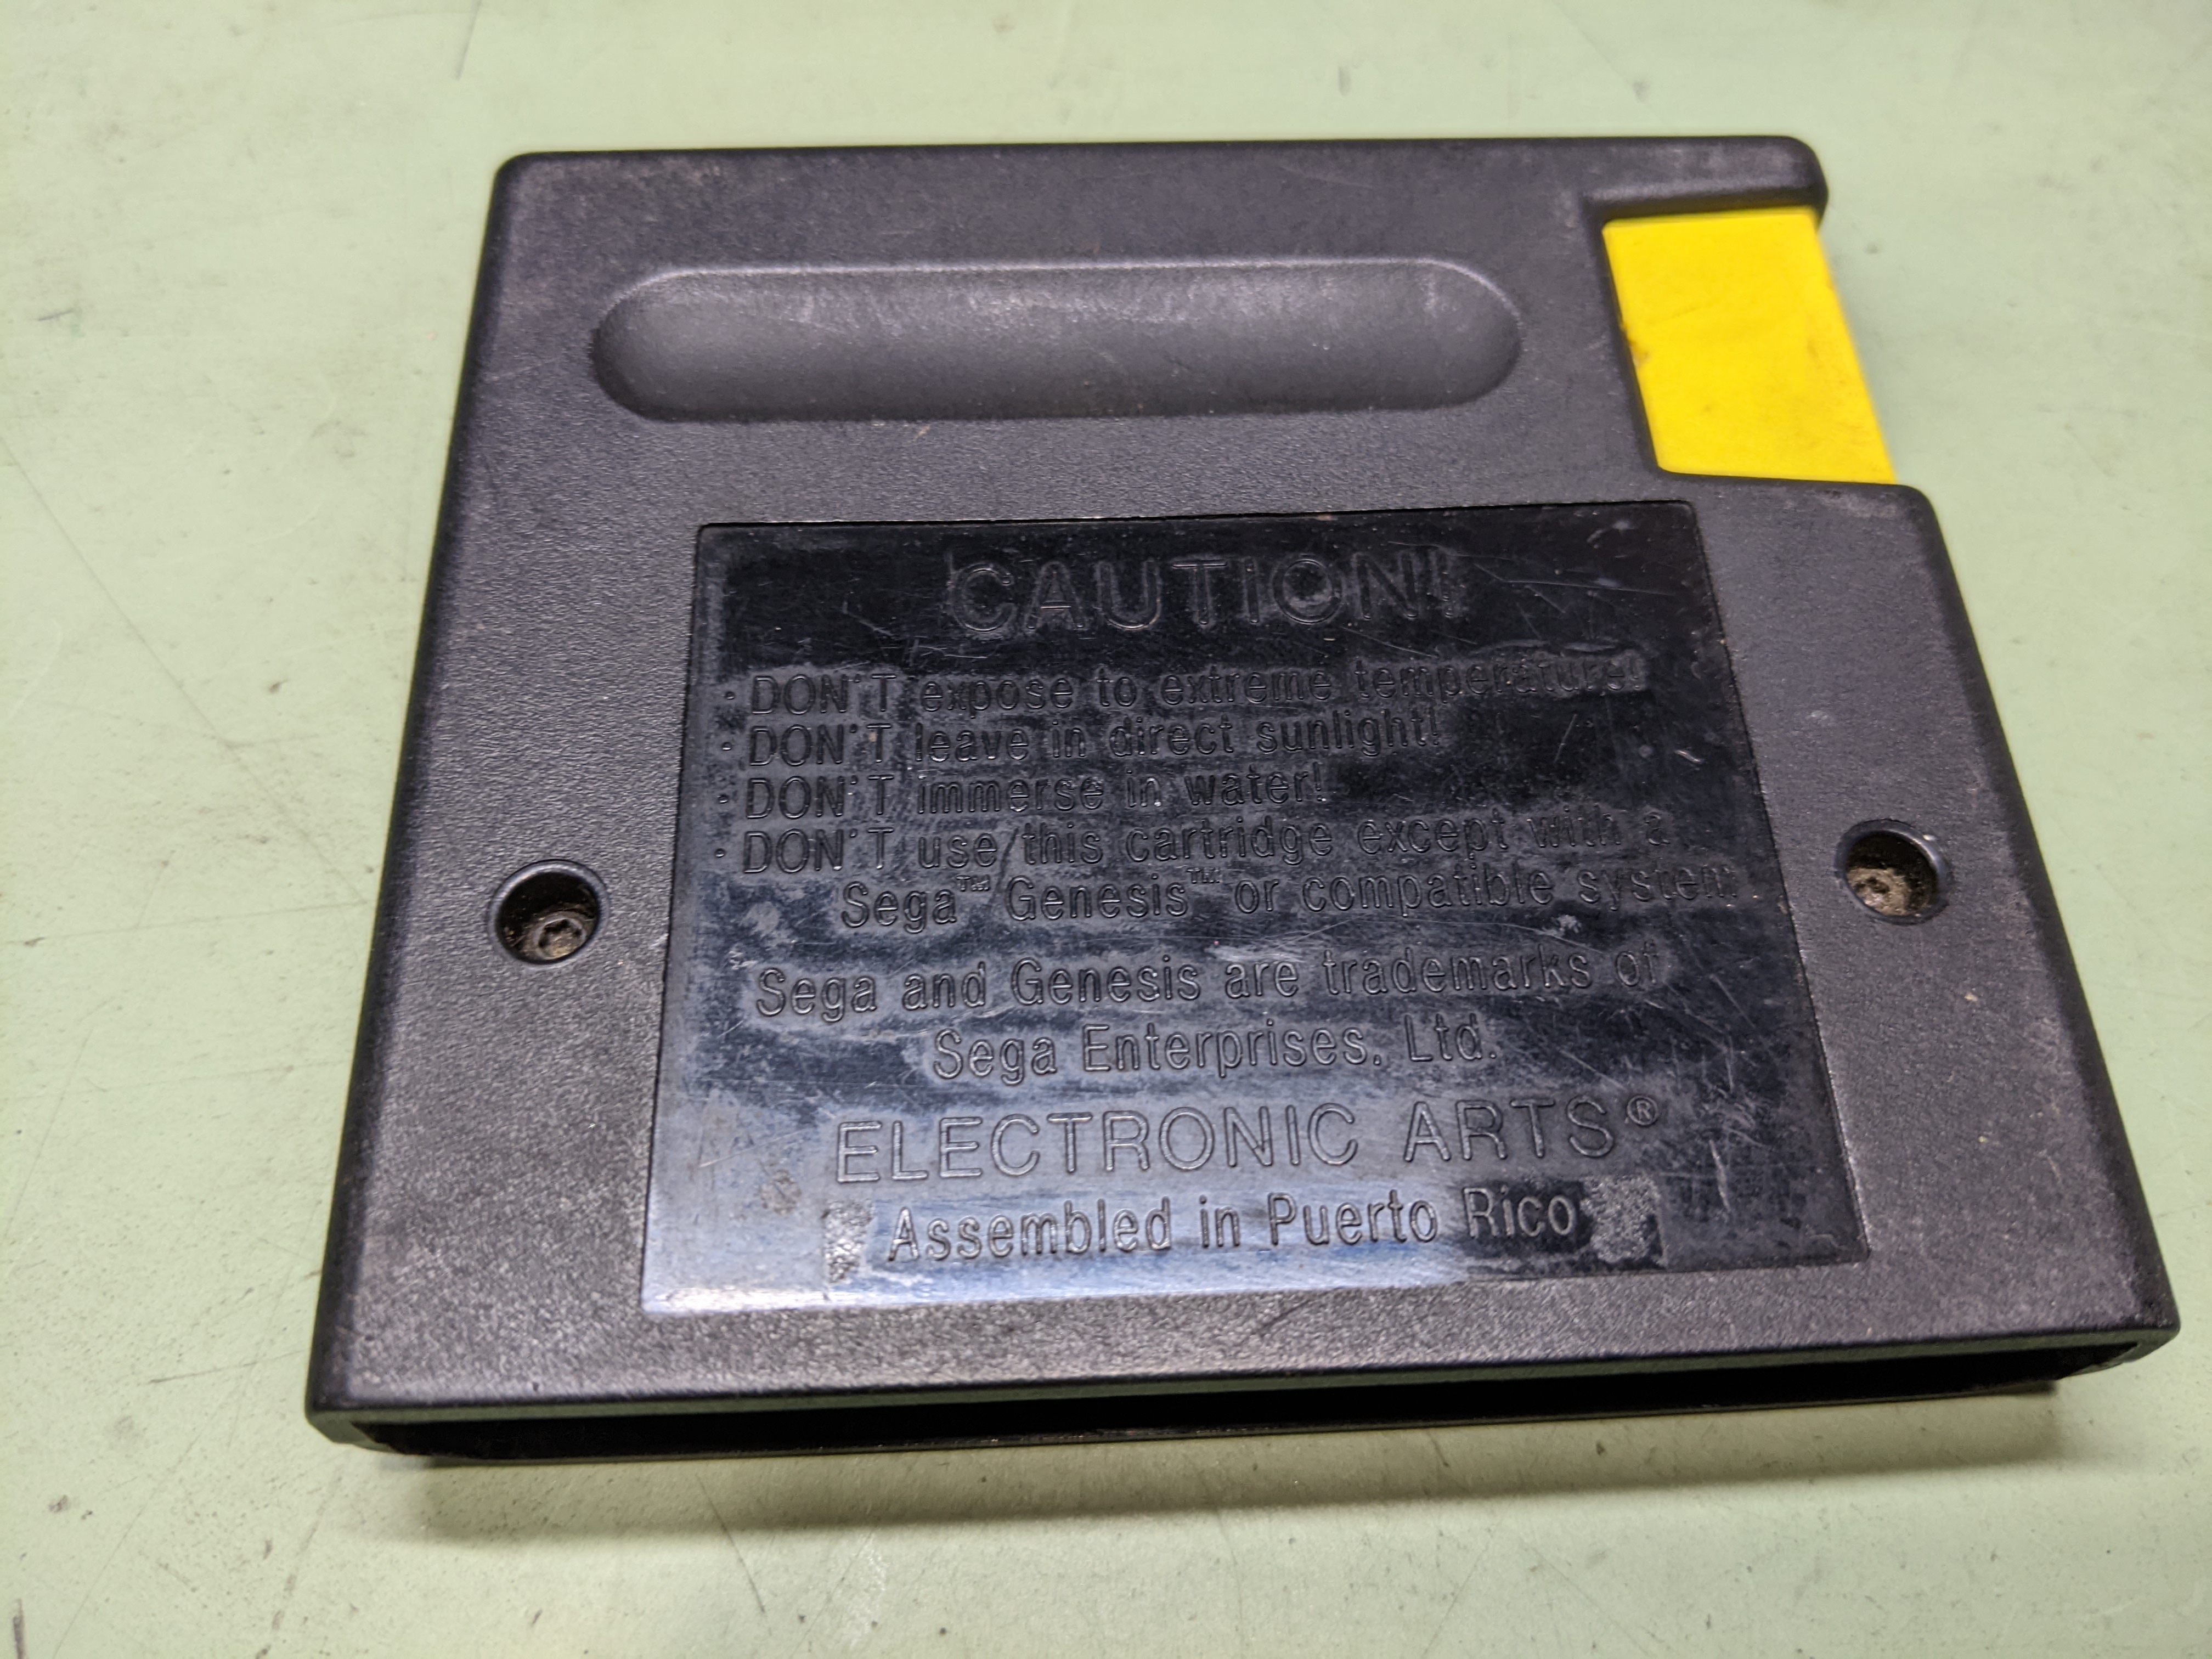 CAUTION!
· DON'T expose to extreme temperature!
· DON'T leave in direct sunlight!
· DON'T immerse in water!
· DON'T use this cartridge except with a
Sega™ Genesis™ or compatible system.
Sega and Genesis are trademarks of
Sega Enterprises, Ltd.
ELECTRONIC ARTS®
Assembled in Puerto Rico